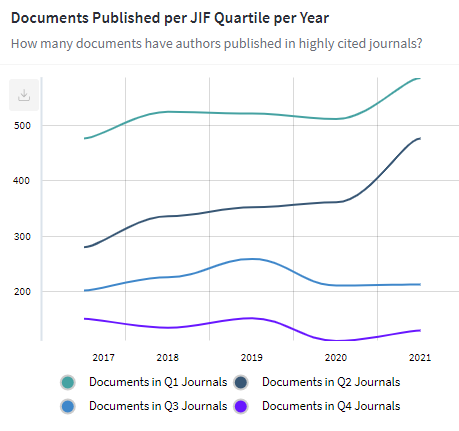 Documents Published per JIF Quartile per Year
How many documents have authors published in highly cited journals?
500
400
300
200
2017 2018 2019 2020 2021
Documents in Q1 Journals Documents in Q2 Journals
Documents in Q3 Journals Documents in Q4 Journals